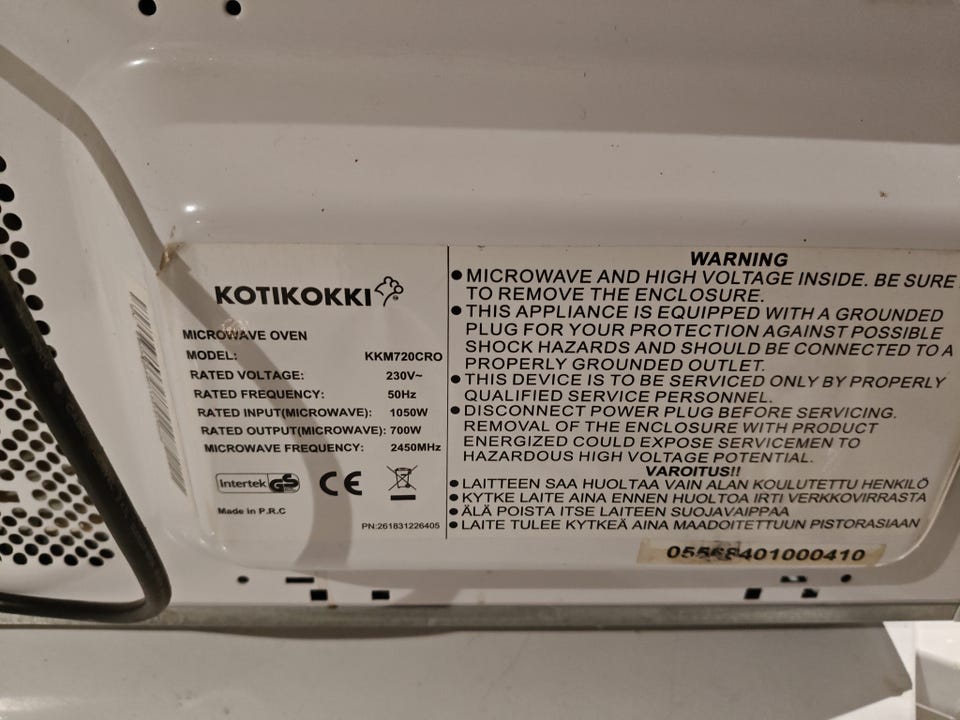 KOTIKOKKI
MICROWAVE OVEN
MODEL: KKM720CRO
RATED VOLTAGE: 230V~
RATED FREQUENCY: 50Hz
RATED INPUT(MICROWAVE): 1050W
RATED OUTPUT(MICROWAVE): 700W
MICROWAVE FREQUENCY: 2450MHz
Intertek GS CE
Made in P.R.C
PN:261831226405
WARNING
● MICROWAVE AND HIGH VOLTAGE INSIDE. BE SURE
TO REMOVE THE ENCLOSURE.
● THIS APPLIANCE IS EQUIPPED WITH A GROUNDED
PLUG FOR YOUR PROTECTION AGAINST POSSIBLE
SHOCK HAZARDS AND SHOULD BE CONNECTED TO A
PROPERLY GROUNDED OUTLET.
● THIS DEVICE IS TO BE SERVICED ONLY BY PROPERLY
QUALIFIED SERVICE PERSONNEL.
● DISCONNECT POWER PLUG BEFORE SERVICING.
REMOVAL OF THE ENCLOSURE WITH PRODUCT
ENERGIZED COULD EXPOSE SERVICEMEN TO
HAZARDOUS HIGH VOLTAGE POTENTIAL.
VAROITUS!!
● LAITTEEN SAA HUOLTAA VAIN ALAN KOULUTETTU HENKILÖ
● KYTKE LAITE AINA ENNEN HUOLTOA IRTI VERKKOVIRRASTA
● ÄLÄ POISTA ITSE LAITEEN SUOJAVAIPPAA
● LAITE TULEE KYTKEÄ AINA MAADOITETTUUN PISTORASIAAN
05568401000410